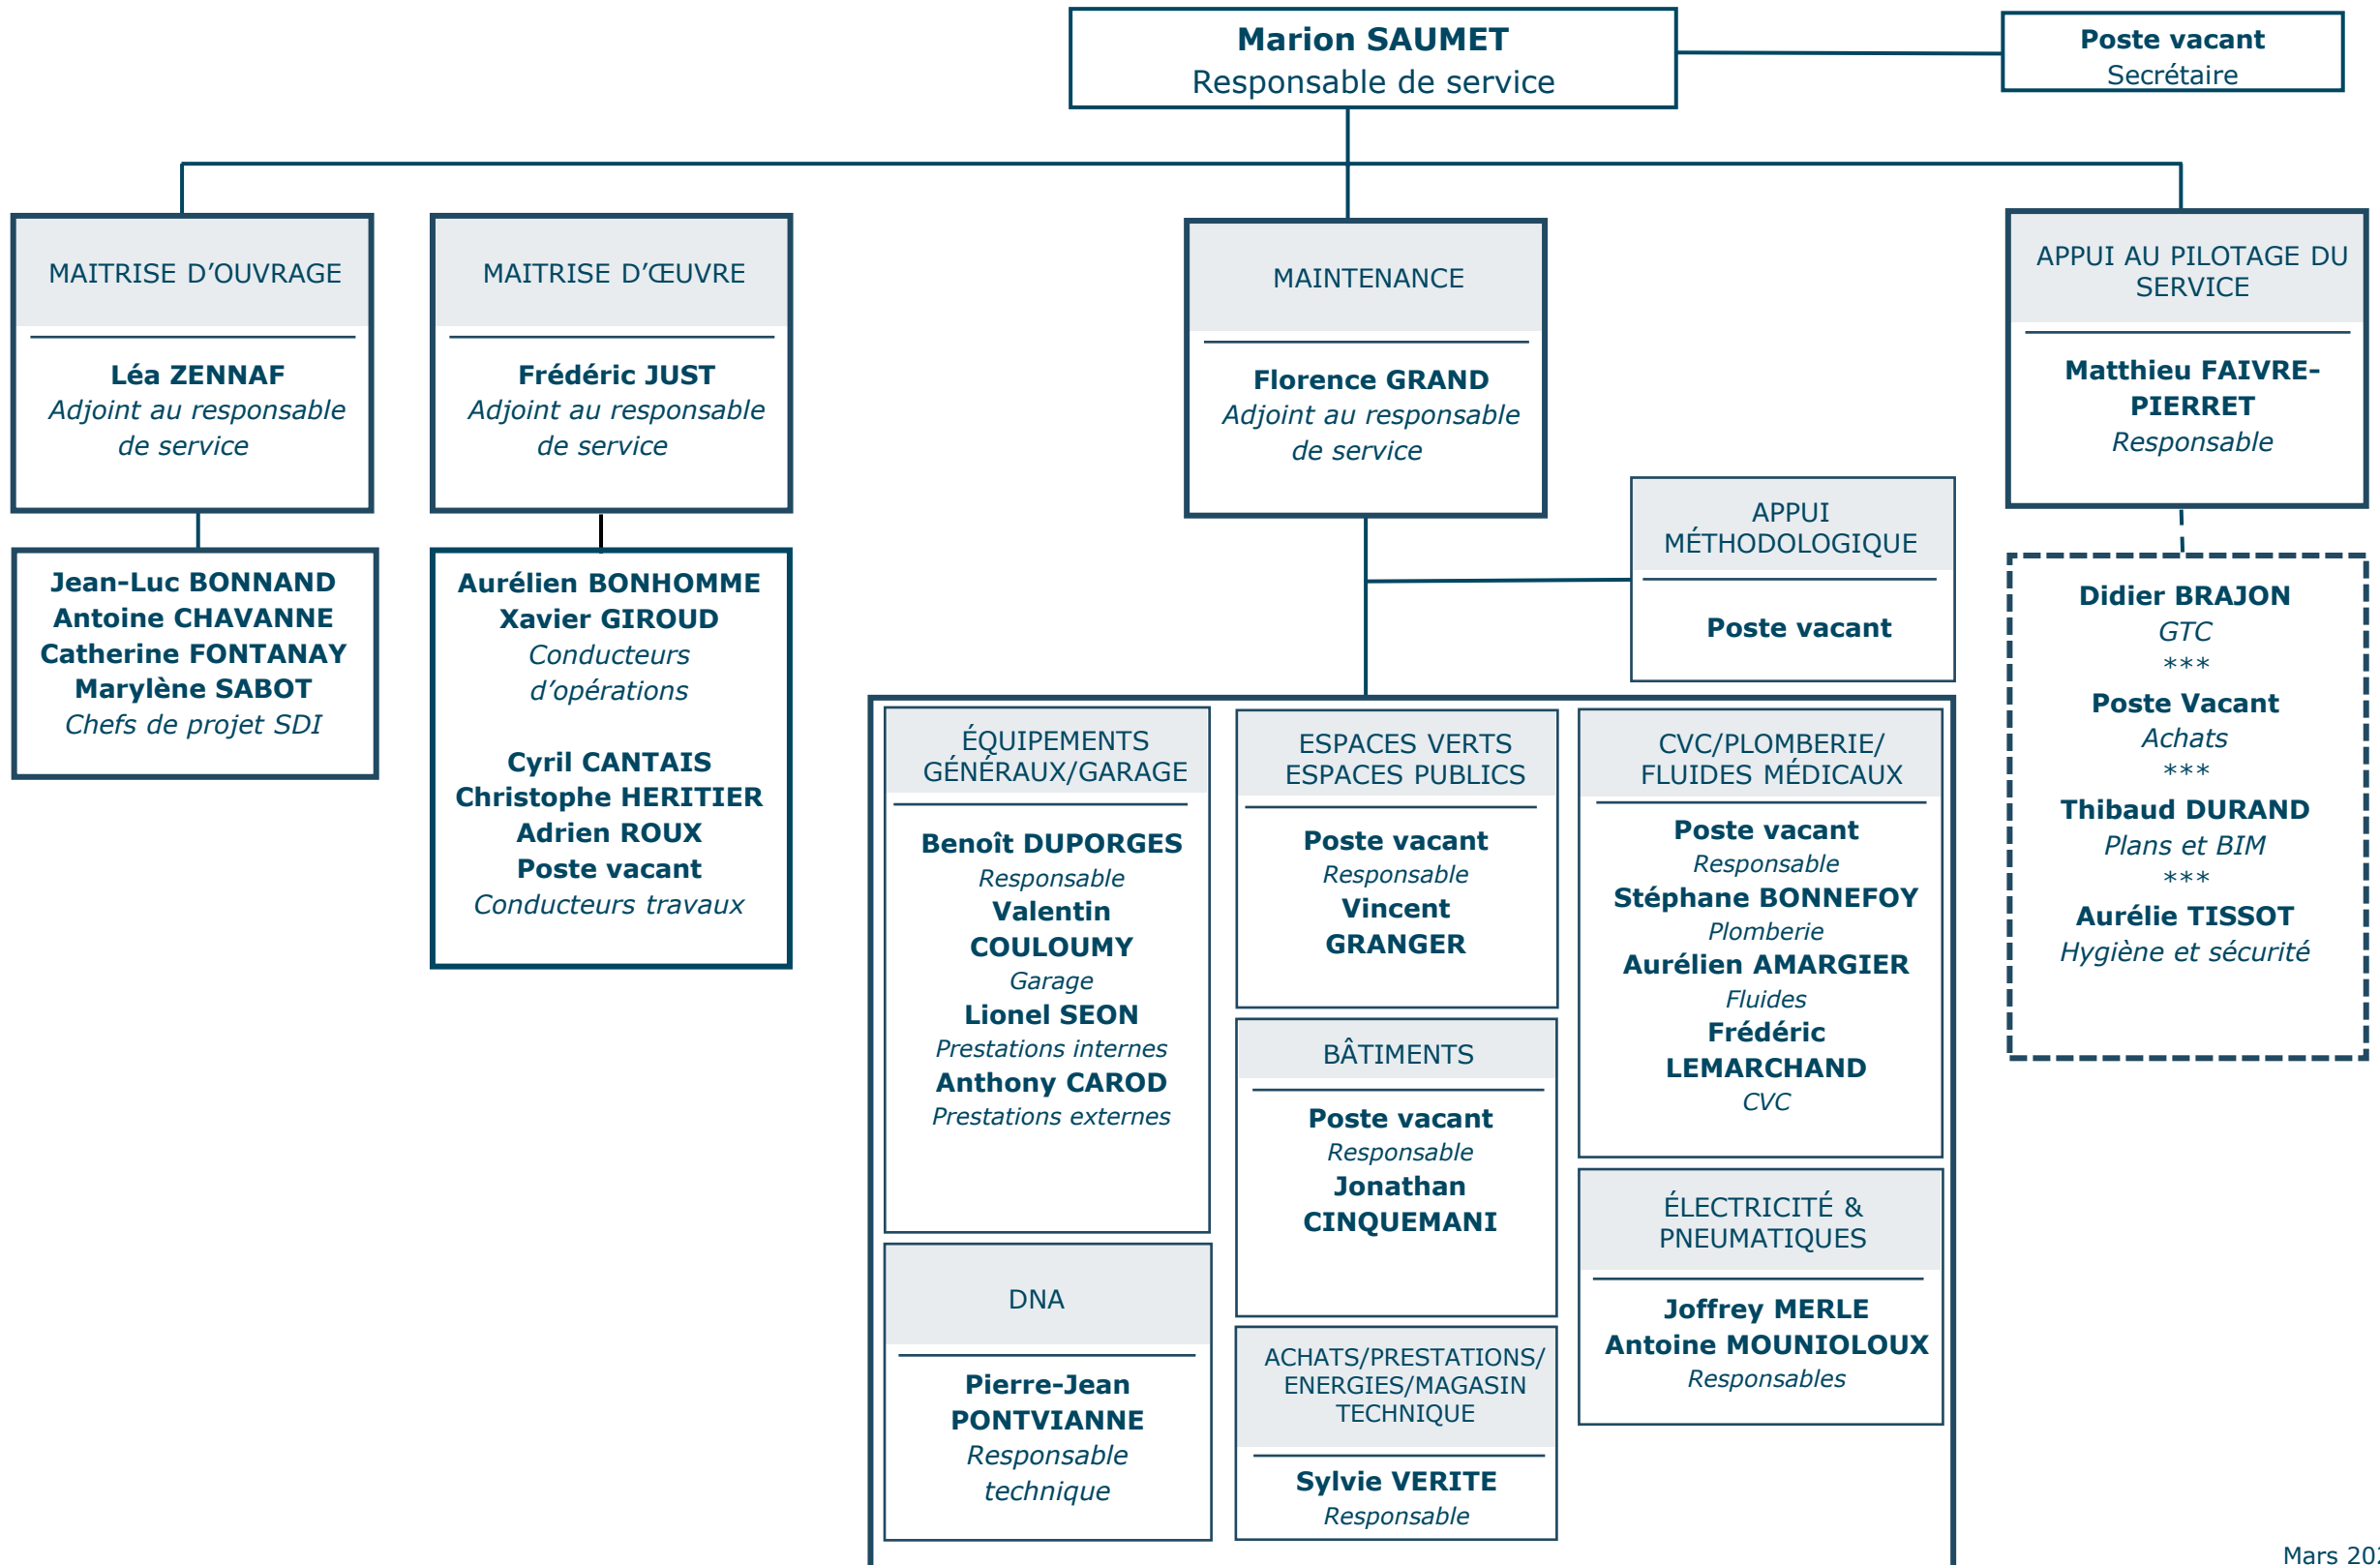 Marion SAUMET
Responsable de service
Poste vacant
Secrétaire
MAITRISE D’OUVRAGE
Léa ZENNAF
Adjoint au responsable
de service
Jean-Luc BONNAND
Antoine CHAVANNE
Catherine FONTANAY
Marylène SABOT
Chefs de projet SDI
MAITRISE D’ŒUVRE
Frédéric JUST
Adjoint au responsable
de service
Aurélien BONHOMME
Xavier GIROUD
Conducteurs
d’opérations
Cyril CANTAIS
Christophe HERITIER
Adrien ROUX
Poste vacant
Conducteurs travaux
MAINTENANCE
Florence GRAND
Adjoint au responsable
de service
APPUI
MÉTHODOLOGIQUE
Poste vacant
ÉQUIPEMENTS
GÉNÉRAUX/GARAGE
Benoît DUPORGES
Responsable
Valentin
COULOUMY
Garage
Lionel SEON
Prestations internes
Anthony CAROD
Prestations externes
DNA
Pierre-Jean
PONTVIANNE
Responsable
technique
ESPACES VERTS
ESPACES PUBLICS
Poste vacant
Responsable
Vincent
GRANGER
BÂTIMENTS
Poste vacant
Responsable
Jonathan
CINQUEMANI
ACHATS/PRESTATIONS/
ENERGIES/MAGASIN
TECHNIQUE
Sylvie VERITE
Responsable
CVC/PLOMBERIE/
FLUIDES MÉDICAUX
Poste vacant
Responsable
Stéphane BONNEFOY
Plomberie
Aurélien AMARGIER
Fluides
Frédéric
LEMARCHAND
CVC
ÉLECTRICITÉ &
PNEUMATIQUES
Joffrey MERLE
Antoine MOUNIOLOUX
Responsables
APPUI AU PILOTAGE DU
SERVICE
Matthieu FAIVRE-
PIERRET
Responsable
Didier BRAJON
GTC
***
Poste Vacant
Achats
***
Thibaud DURAND
Plans et BIM
***
Aurélie TISSOT
Hygiène et sécurité
Mars